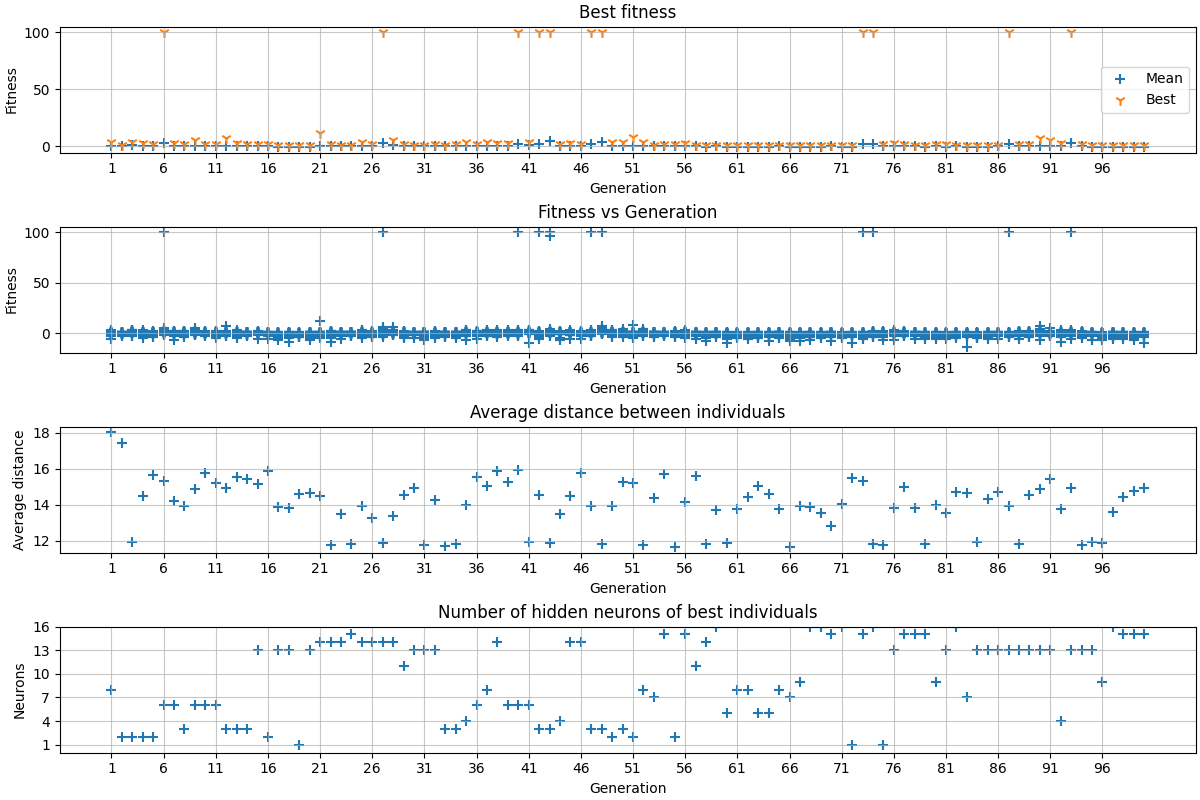 Best fitness
100
50
0
Fitness
Mean
Best
1 6 11 16 21 26 31 36 41 46 51 56 61 66 71 76 81 86 91 96
Generation
Fitness vs Generation
100
50
0
Fitness
1 6 11 16 21 26 31 36 41 46 51 56 61 66 71 76 81 86 91 96
Generation
Average distance between individuals
18
16
14
12
Average distance
1 6 11 16 21 26 31 36 41 46 51 56 61 66 71 76 81 86 91 96
Generation
Number of hidden neurons of best individuals
16
13
10
7
4
1
Neurons
1 6 11 16 21 26 31 36 41 46 51 56 61 66 71 76 81 86 91 96
Generation